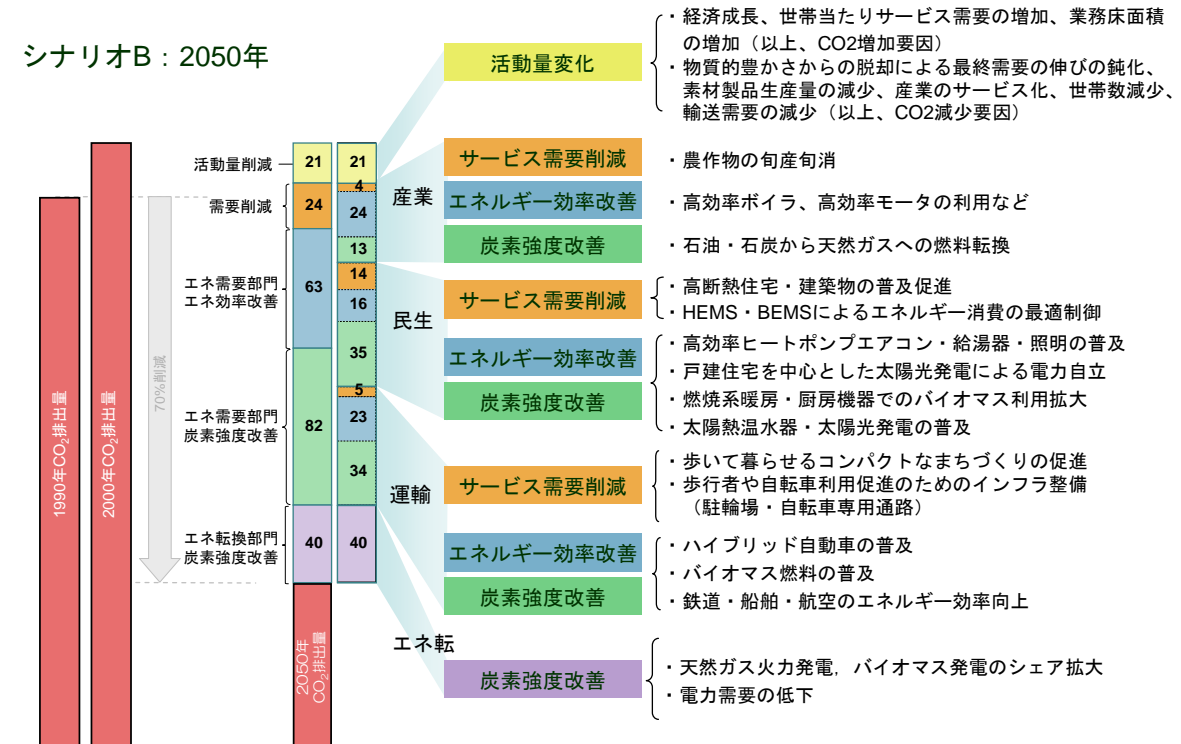 シナリオB：2050年
活動量変化
・経済成長、世帯当たりサービス需要の増加、業務床面積
の増加（以上、CO2増加要因）
・物質的豊かさからの脱却による最終需要の伸びの鈍化、
素材製品生産量の減少、産業のサービス化、世帯数減少、
輸送需要の減少（以上、CO2減少要因）
活動量削減
21
21
需要削減
24
4
24
13
エネ需要部門
エネ効率改善
63
14
16
35
エネ需要部門
炭素強度改善
82
5
23
34
エネ転換部門
炭素強度改善
40
40
1990年CO2排出量
2000年CO2排出量
70%削減
2050年
CO2排出量
産業
サービス需要削減
・農作物の旬産旬消
エネルギー効率改善
・高効率ボイラ、高効率モータの利用など
炭素強度改善
・石油・石炭から天然ガスへの燃料転換
民生
サービス需要削減
・高断熱住宅・建築物の普及促進
・HEMS・BEMSによるエネルギー消費の最適制御
エネルギー効率改善
炭素強度改善
・高効率ヒートポンプエアコン・給湯器・照明の普及
・戸建住宅を中心とした太陽光発電による電力自立
・燃焼系暖房・厨房機器でのバイオマス利用拡大
・太陽熱温水器・太陽光発電の普及
運輸
サービス需要削減
・歩いて暮らせるコンパクトなまちづくりの促進
・歩行者や自転車利用促進のためのインフラ整備
（駐輪場・自転車専用通路）
エネルギー効率改善
炭素強度改善
・ハイブリッド自動車の普及
・バイオマス燃料の普及
・鉄道・船舶・航空のエネルギー効率向上
エネ転
炭素強度改善
・天然ガス火力発電，バイオマス発電のシェア拡大
・電力需要の低下